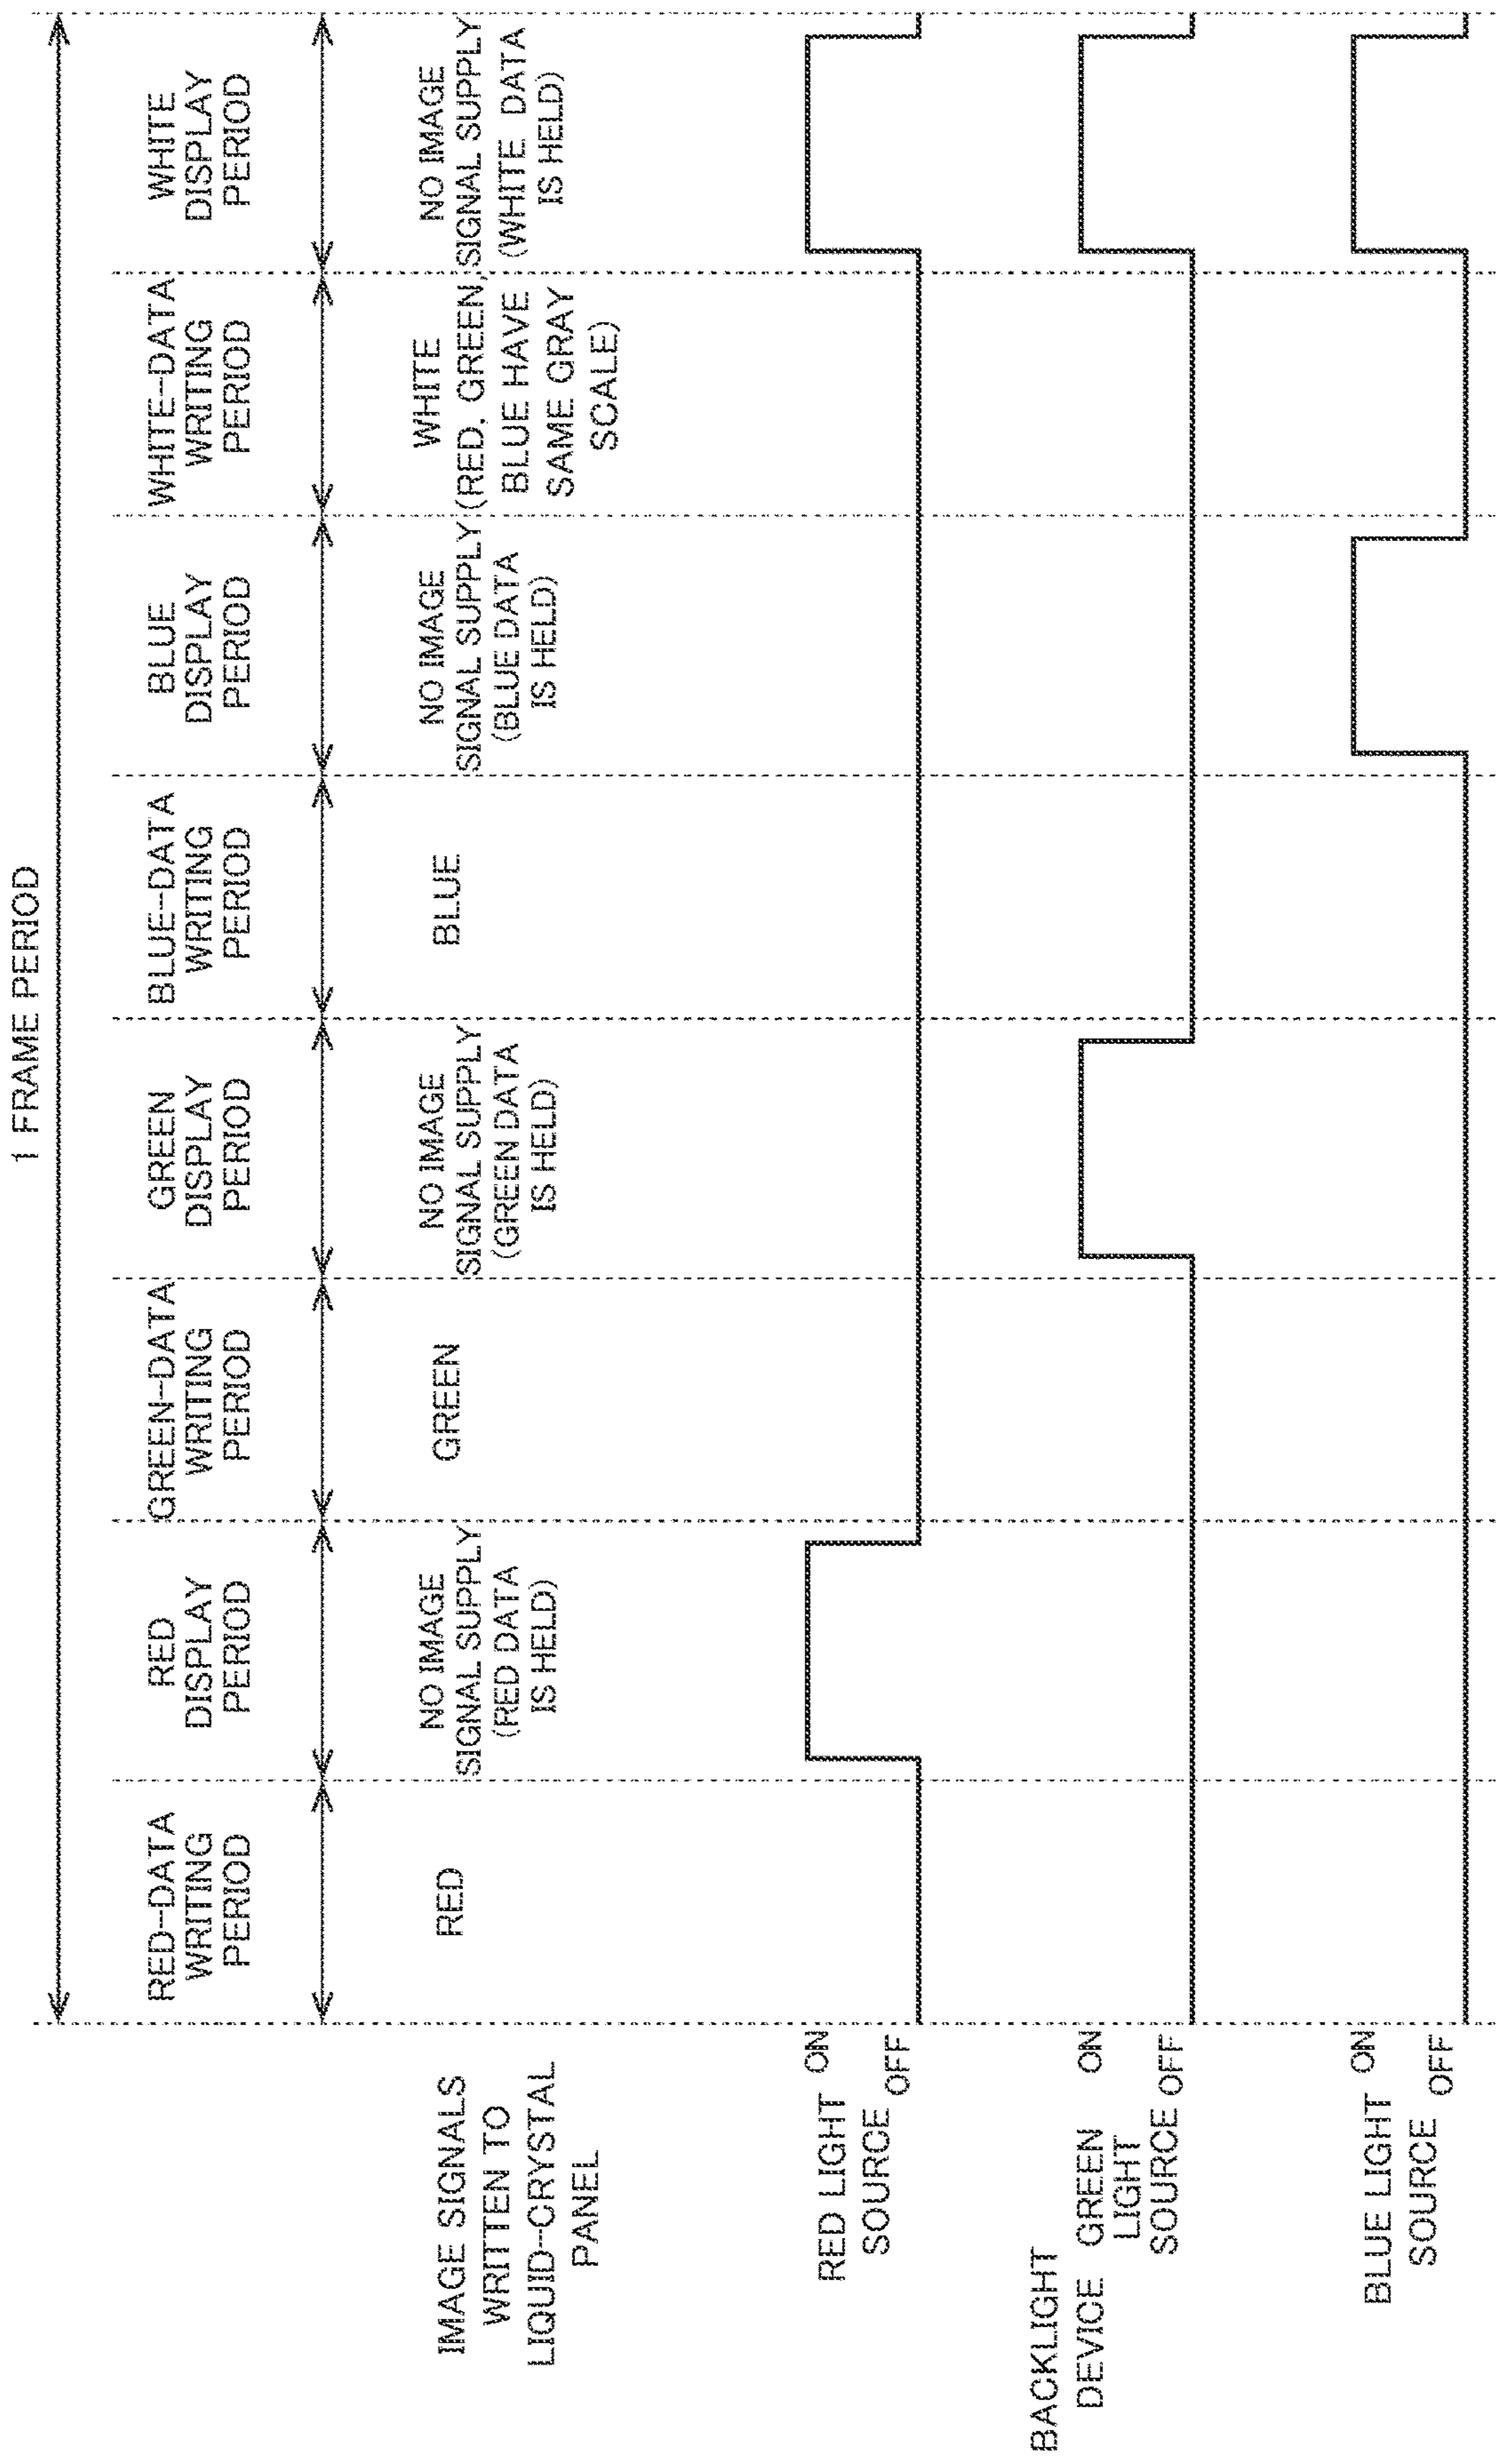 1 FRAME PERIOD
RED-DATA
WRITING
PERIOD
RED
DISPLAY
PERIOD
GREEN-DATA
WRITING
PERIOD
GREEN
DISPLAY
PERIOD
BLUE-DATA
WRITING
PERIOD
BLUE
DISPLAY
PERIOD
WHITE-DATA
WRITING
PERIOD
WHITE
DISPLAY
PERIOD
IMAGE SIGNALS
WRITTEN TO
LIQUID-CRYSTAL
PANEL
RED
NO IMAGE
SIGNAL SUPPLY
(RED DATA
IS HELD)
GREEN
NO IMAGE
SIGNAL SUPPLY
(GREEN DATA
IS HELD)
BLUE
NO IMAGE
SIGNAL SUPPLY
(BLUE DATA
IS HELD)
WHITE
(RED, GREEN,
BLUE HAVE
SAME GRAY
SCALE)
NO IMAGE
SIGNAL SUPPLY
(WHITE DATA
IS HELD)
BACKLIGHT
DEVICE
RED LIGHT
SOURCE
ON
OFF
GREEN
LIGHT
SOURCE
ON
OFF
BLUE LIGHT
SOURCE
ON
OFF